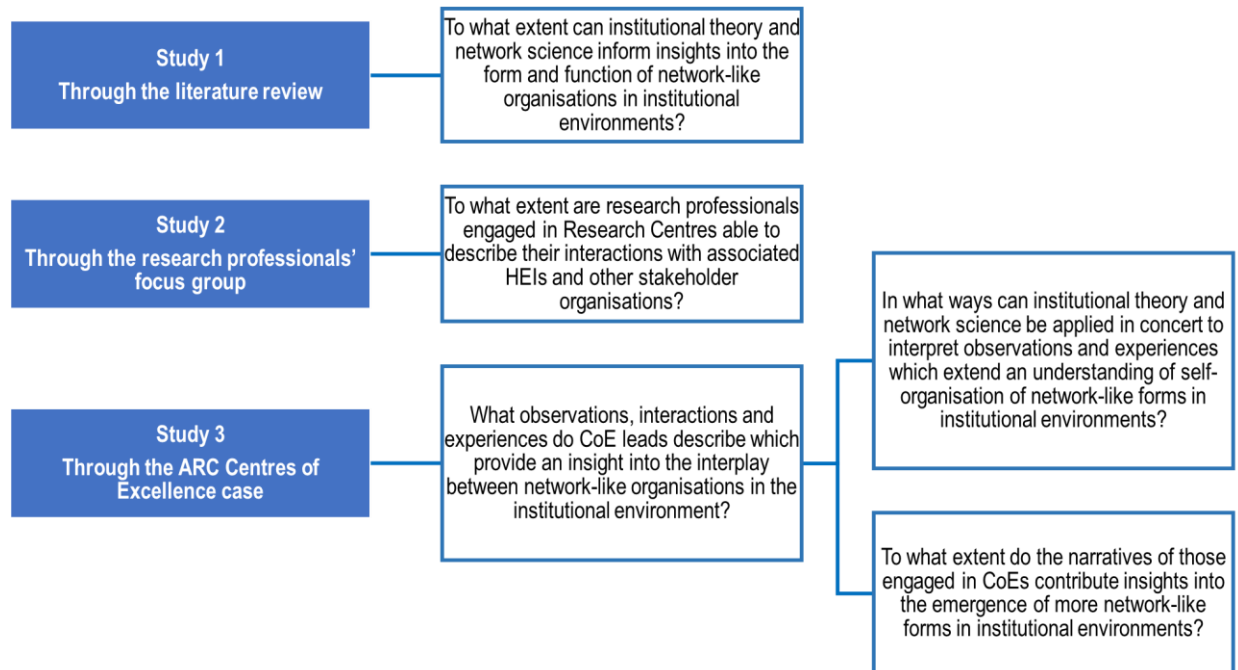 Study 1
Through the literature review
To what extent can institutional theory and
network science inform insights into the
form and function of network-like
organisations in institutional
environments?
Study 2
Through the research professionals'
focus group
To what extent are research professionals
engaged in Research Centres able to
describe their interactions with associated
HEIs and other stakeholder
organisations?
Study 3
Through the ARC Centres of
Excellence case
What observations, interactions and
experiences do CoE leads describe which
provide an insight into the interplay
between network-like organisations in the
institutional environment?
In what ways can institutional theory and
network science be applied in concert to
interpret observations and experiences
which extend an understanding of self-
organisation of network-like forms in
institutional environments?
To what extent do the narratives of those
engaged in CoEs contribute insights into
the emergence of more network-like
forms in institutional environments?